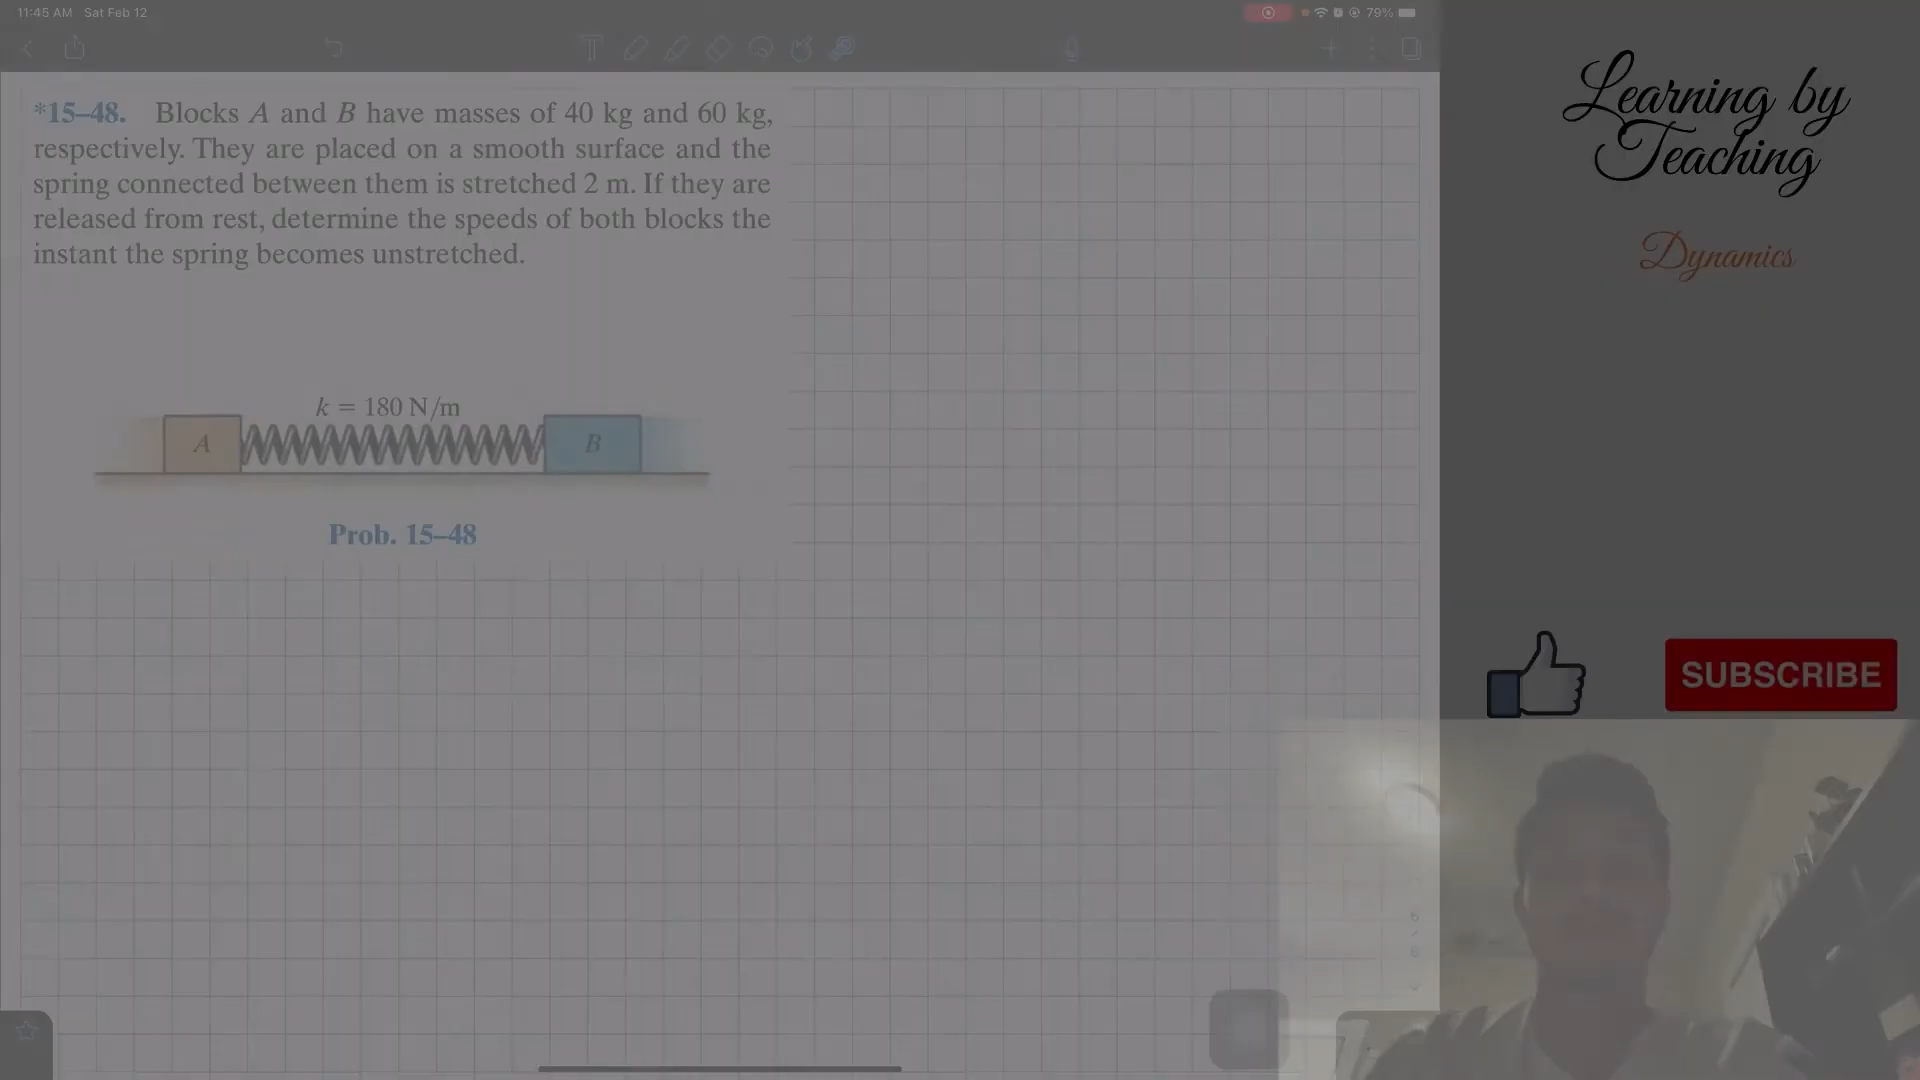 11:45 AM Sat Feb 12
79%
*15–48. Blocks A and B have masses of 40 kg and 60 kg,
respectively. They are placed on a smooth surface and the
spring connected between them is stretched 2 m. If they are
released from rest, determine the speeds of both blocks the
instant the spring becomes unstretched.
k = 180 N/m
A
B
Prob. 15–48
Learning by
Teaching
Dynamics
SUBSCRIBE
6
6